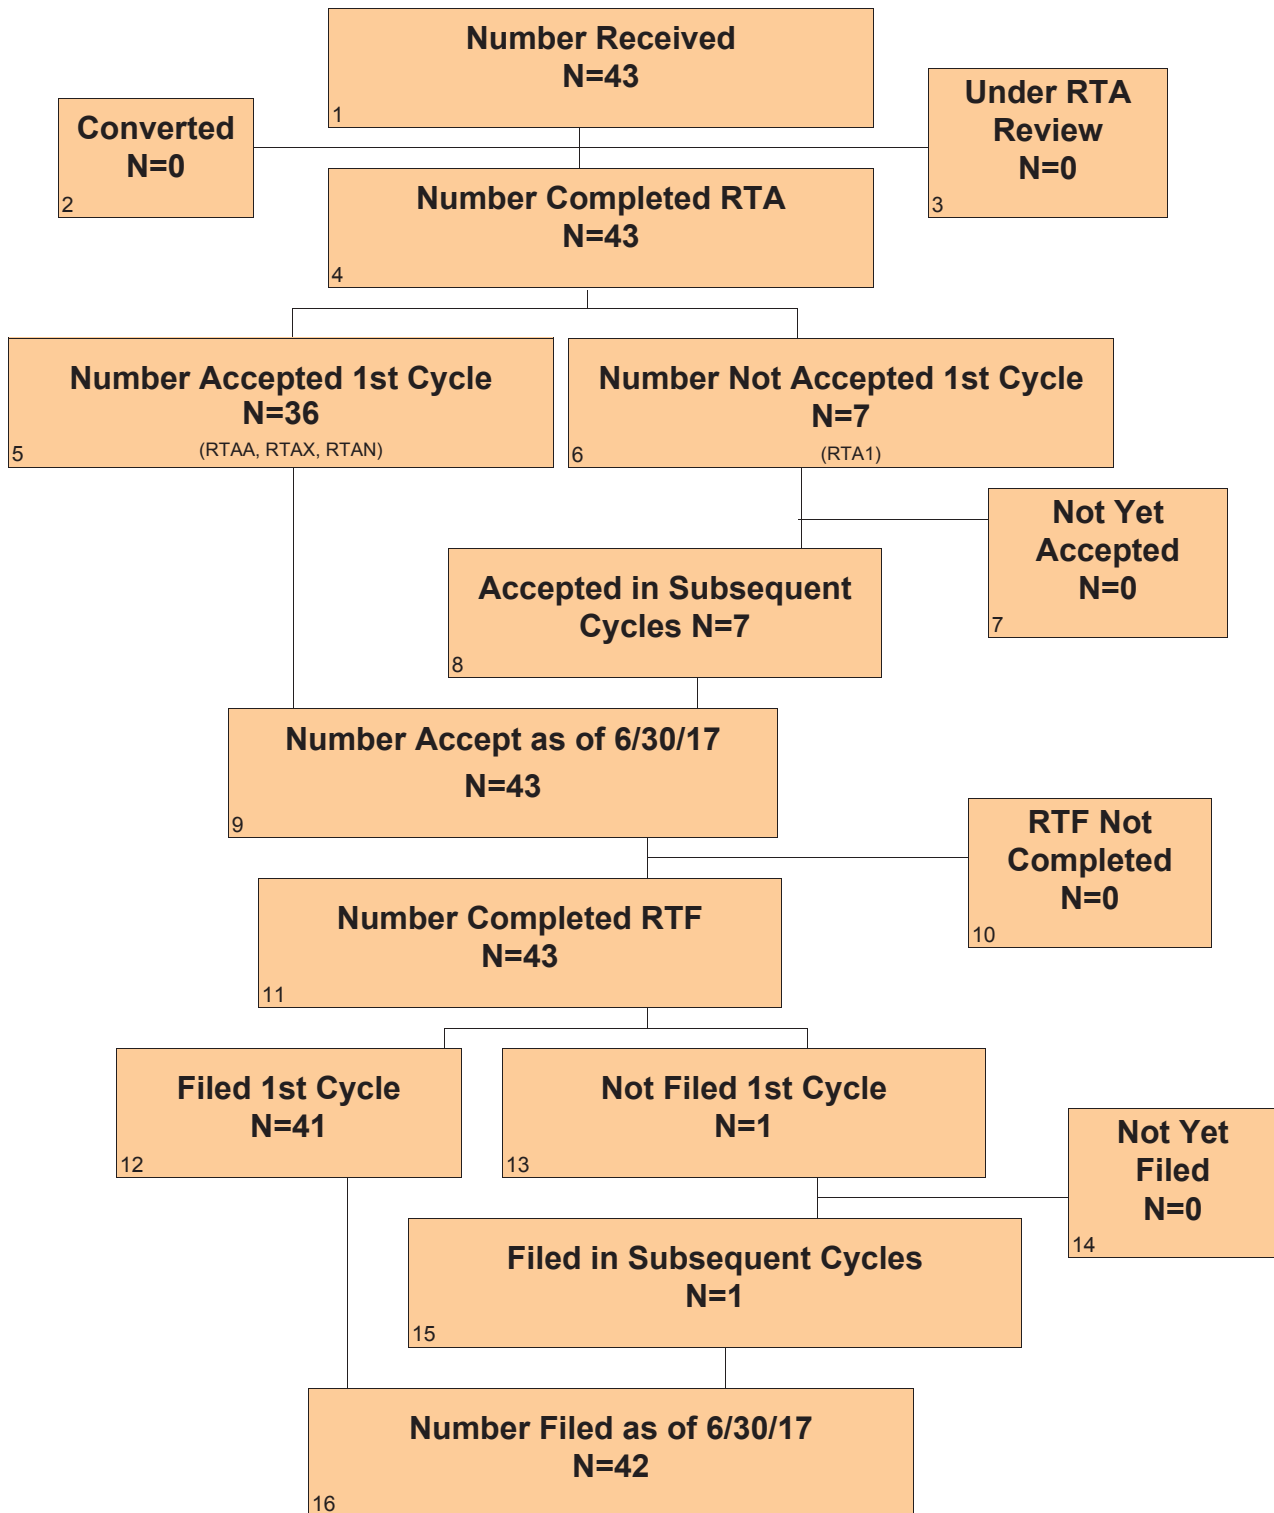 Number Received
N=43
1
Converted
N=0
2
Under RTA
Review
N=0
3
Number Completed RTA
N=43
4
Number Accepted 1st Cycle
N=36
(RTAA, RTAX, RTAN)
5
Number Not Accepted 1st Cycle
N=7
(RTA1)
6
Not Yet
Accepted
N=0
7
Accepted in Subsequent
Cycles N=7
8
Number Accept as of 6/30/17
N=43
9
RTF Not
Completed
N=0
10
Number Completed RTF
N=43
11
Filed 1st Cycle
N=41
12
Not Filed 1st Cycle
N=1
13
Not Yet
Filed
N=0
14
Filed in Subsequent Cycles
N=1
15
Number Filed as of 6/30/17
N=42
16